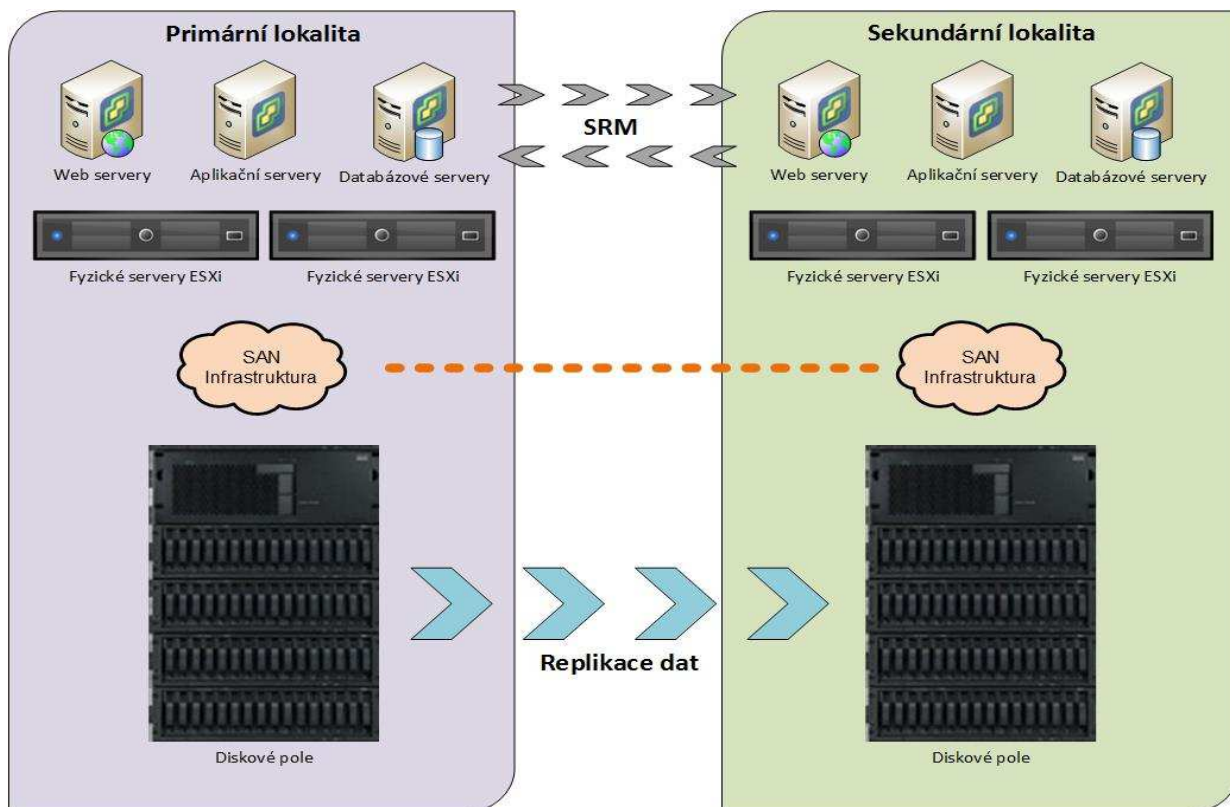 Primární lokalita
Sekundární lokalita
SRM
Web servery
Aplikační servery
Databázové servery
Web servery
Aplikační servery
Databázové servery
Fyzické servery ESXi
Fyzické servery ESXi
Fyzické servery ESXi
Fyzické servery ESXi
SAN
Infrastruktura
SAN
Infrastruktura
Replikace dat
Diskové pole
Diskové pole